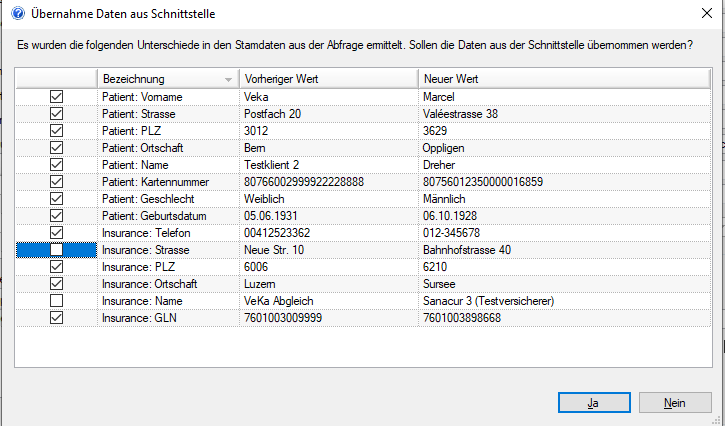 Übernahme Daten aus Schnittstelle
Es wurden die folgenden Unterschiede in den Stamdaten aus der Abfrage ermittelt. Sollen die Daten aus der Schnittstelle übernommen werden?
Bezeichnung Vorheriger Wert Neuer Wert
Patient: Vorname Veka Marcel
Patient: Strasse Postfach 20 Valéestrasse 38
Patient: PLZ 3012 3629
Patient: Ortschaft Bern Oppligen
Patient: Name Testklient 2 Dreher
Patient: Kartennummer 80766002999922228888 80756012350000016859
Patient: Geschlecht Weiblich Männlich
Patient: Geburtsdatum 05.06.1931 06.10.1928
Insurance: Telefon 00412523362 012-345678
Insurance: Strasse Neue Str. 10 Bahnhofstrasse 40
Insurance: PLZ 6006 6210
Insurance: Ortschaft Luzern Sursee
Insurance: Name VeKa Abgleich Sanacur 3 (Testversicherer)
Insurance: GLN 7601003009999 7601003898668
Ja Nein